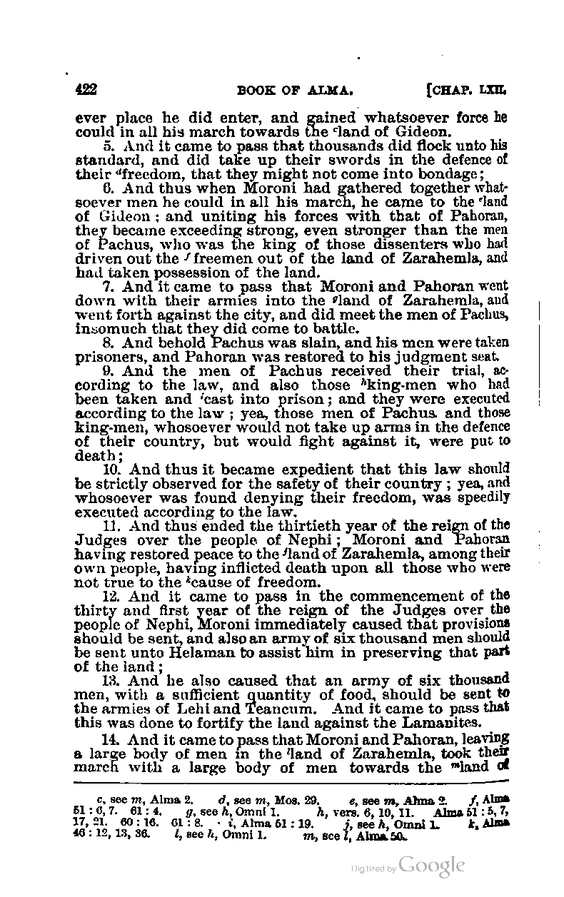 422 BOOK OF ALMA. [CHAP. LXII.
ever place he did enter, and gained whatsoever force he
could in all his march towards the ᶜland of Gideon.
5. And it came to pass that thousands did flock unto his
standard, and did take up their swords in the defence of
their ᵈfreedom, that they might not come into bondage;
6. And thus when Moroni had gathered together what-
soever men he could in all his march, he came to the ᵉland
of Gideon; and uniting his forces with that of Pahoran,
they became exceeding strong, even stronger than the men
of Pachus, who was the king of those dissenters who had
driven out the ᶠfreemen out of the land of Zarahemla, and
had taken possession of the land.
7. And it came to pass that Moroni and Pahoran went
down with their armies into the ᵍland of Zarahemla, and
went forth against the city, and did meet the men of Pachus,
insomuch that they did come to battle.
8. And behold Pachus was slain, and his men were taken
prisoners, and Pahoran was restored to his judgment seat.
9. And the men of Pachus received their trial, ac-
cording to the law, and also those ʰking-men who had
been taken and ⁱcast into prison; and they were executed
according to the law; yea, those men of Pachus and those
king-men, whosoever would not take up arms in the defence
of their country, but would fight against it, were put to
death;
10. And thus it became expedient that this law should
be strictly observed for the safety of their country; yea, and
whosoever was found denying their freedom, was speedily
executed according to the law.
11. And thus ended the thirtieth year of the reign of the
Judges over the people of Nephi; Moroni and Pahoran
having restored peace to the ʲland of Zarahemla, among their
own people, having inflicted death upon all those who were
not true to the ᵏcause of freedom.
12. And it came to pass in the commencement of the
thirty and first year of the reign of the Judges over the
people of Nephi, Moroni immediately caused that provisions
should be sent, and also an army of six thousand men should
be sent unto Helaman to assist him in preserving that part
of the land;
13. And he also caused that an army of six thousand
men, with a sufficient quantity of food, should be sent to
the armies of Lehi and Teancum. And it came to pass that
this was done to fortify the land against the Lamanites.
14. And it came to pass that Moroni and Pahoran, leaving
a large body of men in the ˡland of Zarahemla, took their
march with a large body of men towards the ᵐland of
c, see m, Alma 2. d, see m, Mos. 29. e, see m, Alma 2. f, Alma
51:6, 7. 61:4. g, see h, Omni 1. h, vers. 6, 10, 11. Alma 51:5, 7,
17, 21. 60:16. 61:8. i, Alma 51:19. j, see h, Omni 1. k, Alma
46:12, 13, 36. l, see h, Omni 1. m, see l, Alma 50.
Digitized by Google